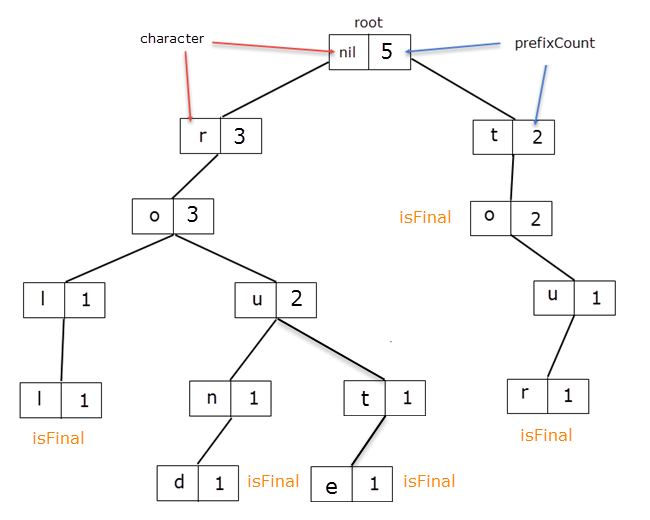 root
character
nil 5
prefixCount
r 3
t 2
o 3
isFinal
o 2
l 1
u 2
u 1
l 1
n 1
t 1
r 1
isFinal
isFinal
d 1
isFinal
e 1
isFinal